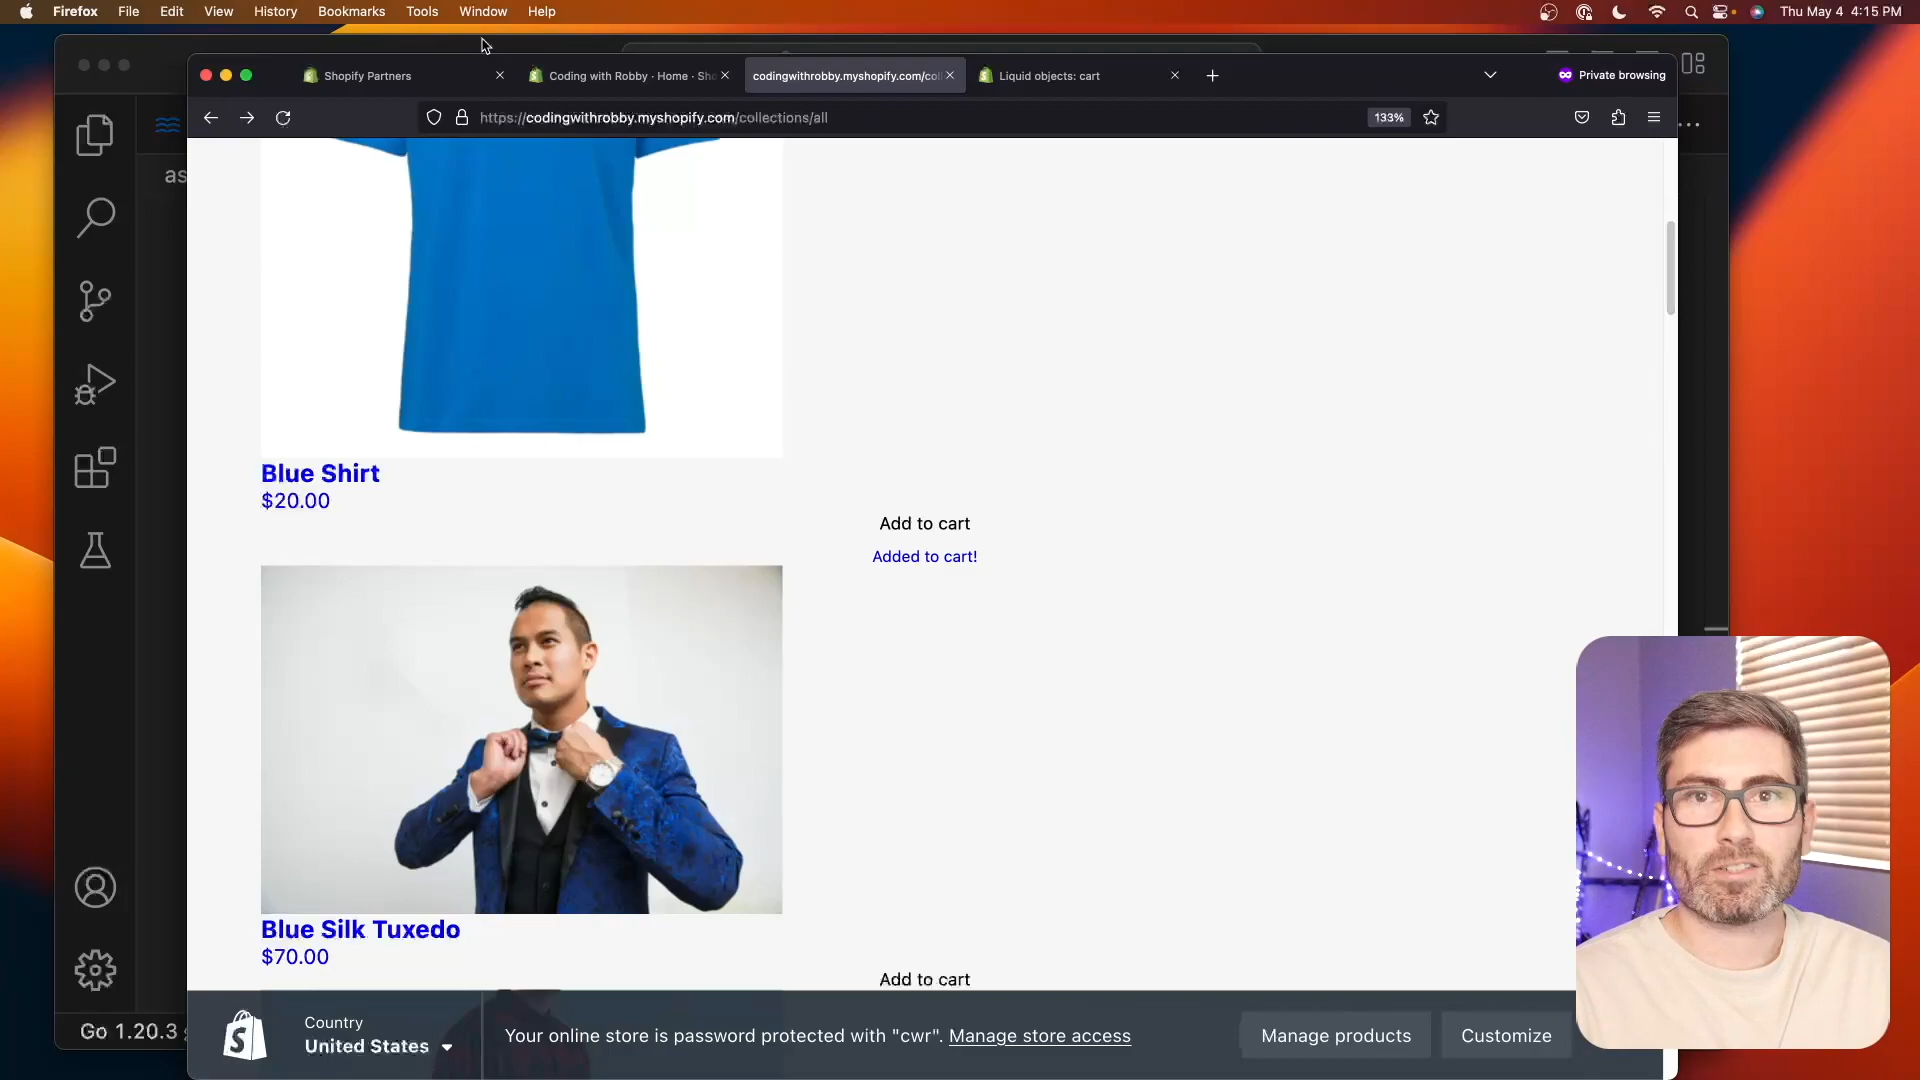 Firefox File Edit View History Bookmarks Tools Window Help Thu May 4 4:15 PM
Shopify Partners Coding with Robby · Home · Sho codingwithrobby.myshopify.com/coll Liquid objects: cart Private browsing
https://codingwithrobby.myshopify.com/collections/all 133%
as
Blue Shirt
$20.00
Add to cart
Added to cart!
Blue Silk Tuxedo
$70.00
Add to cart
Country
United States
Your online store is password protected with "cwr". Manage store access
Manage products
Customize
Go 1.20.3